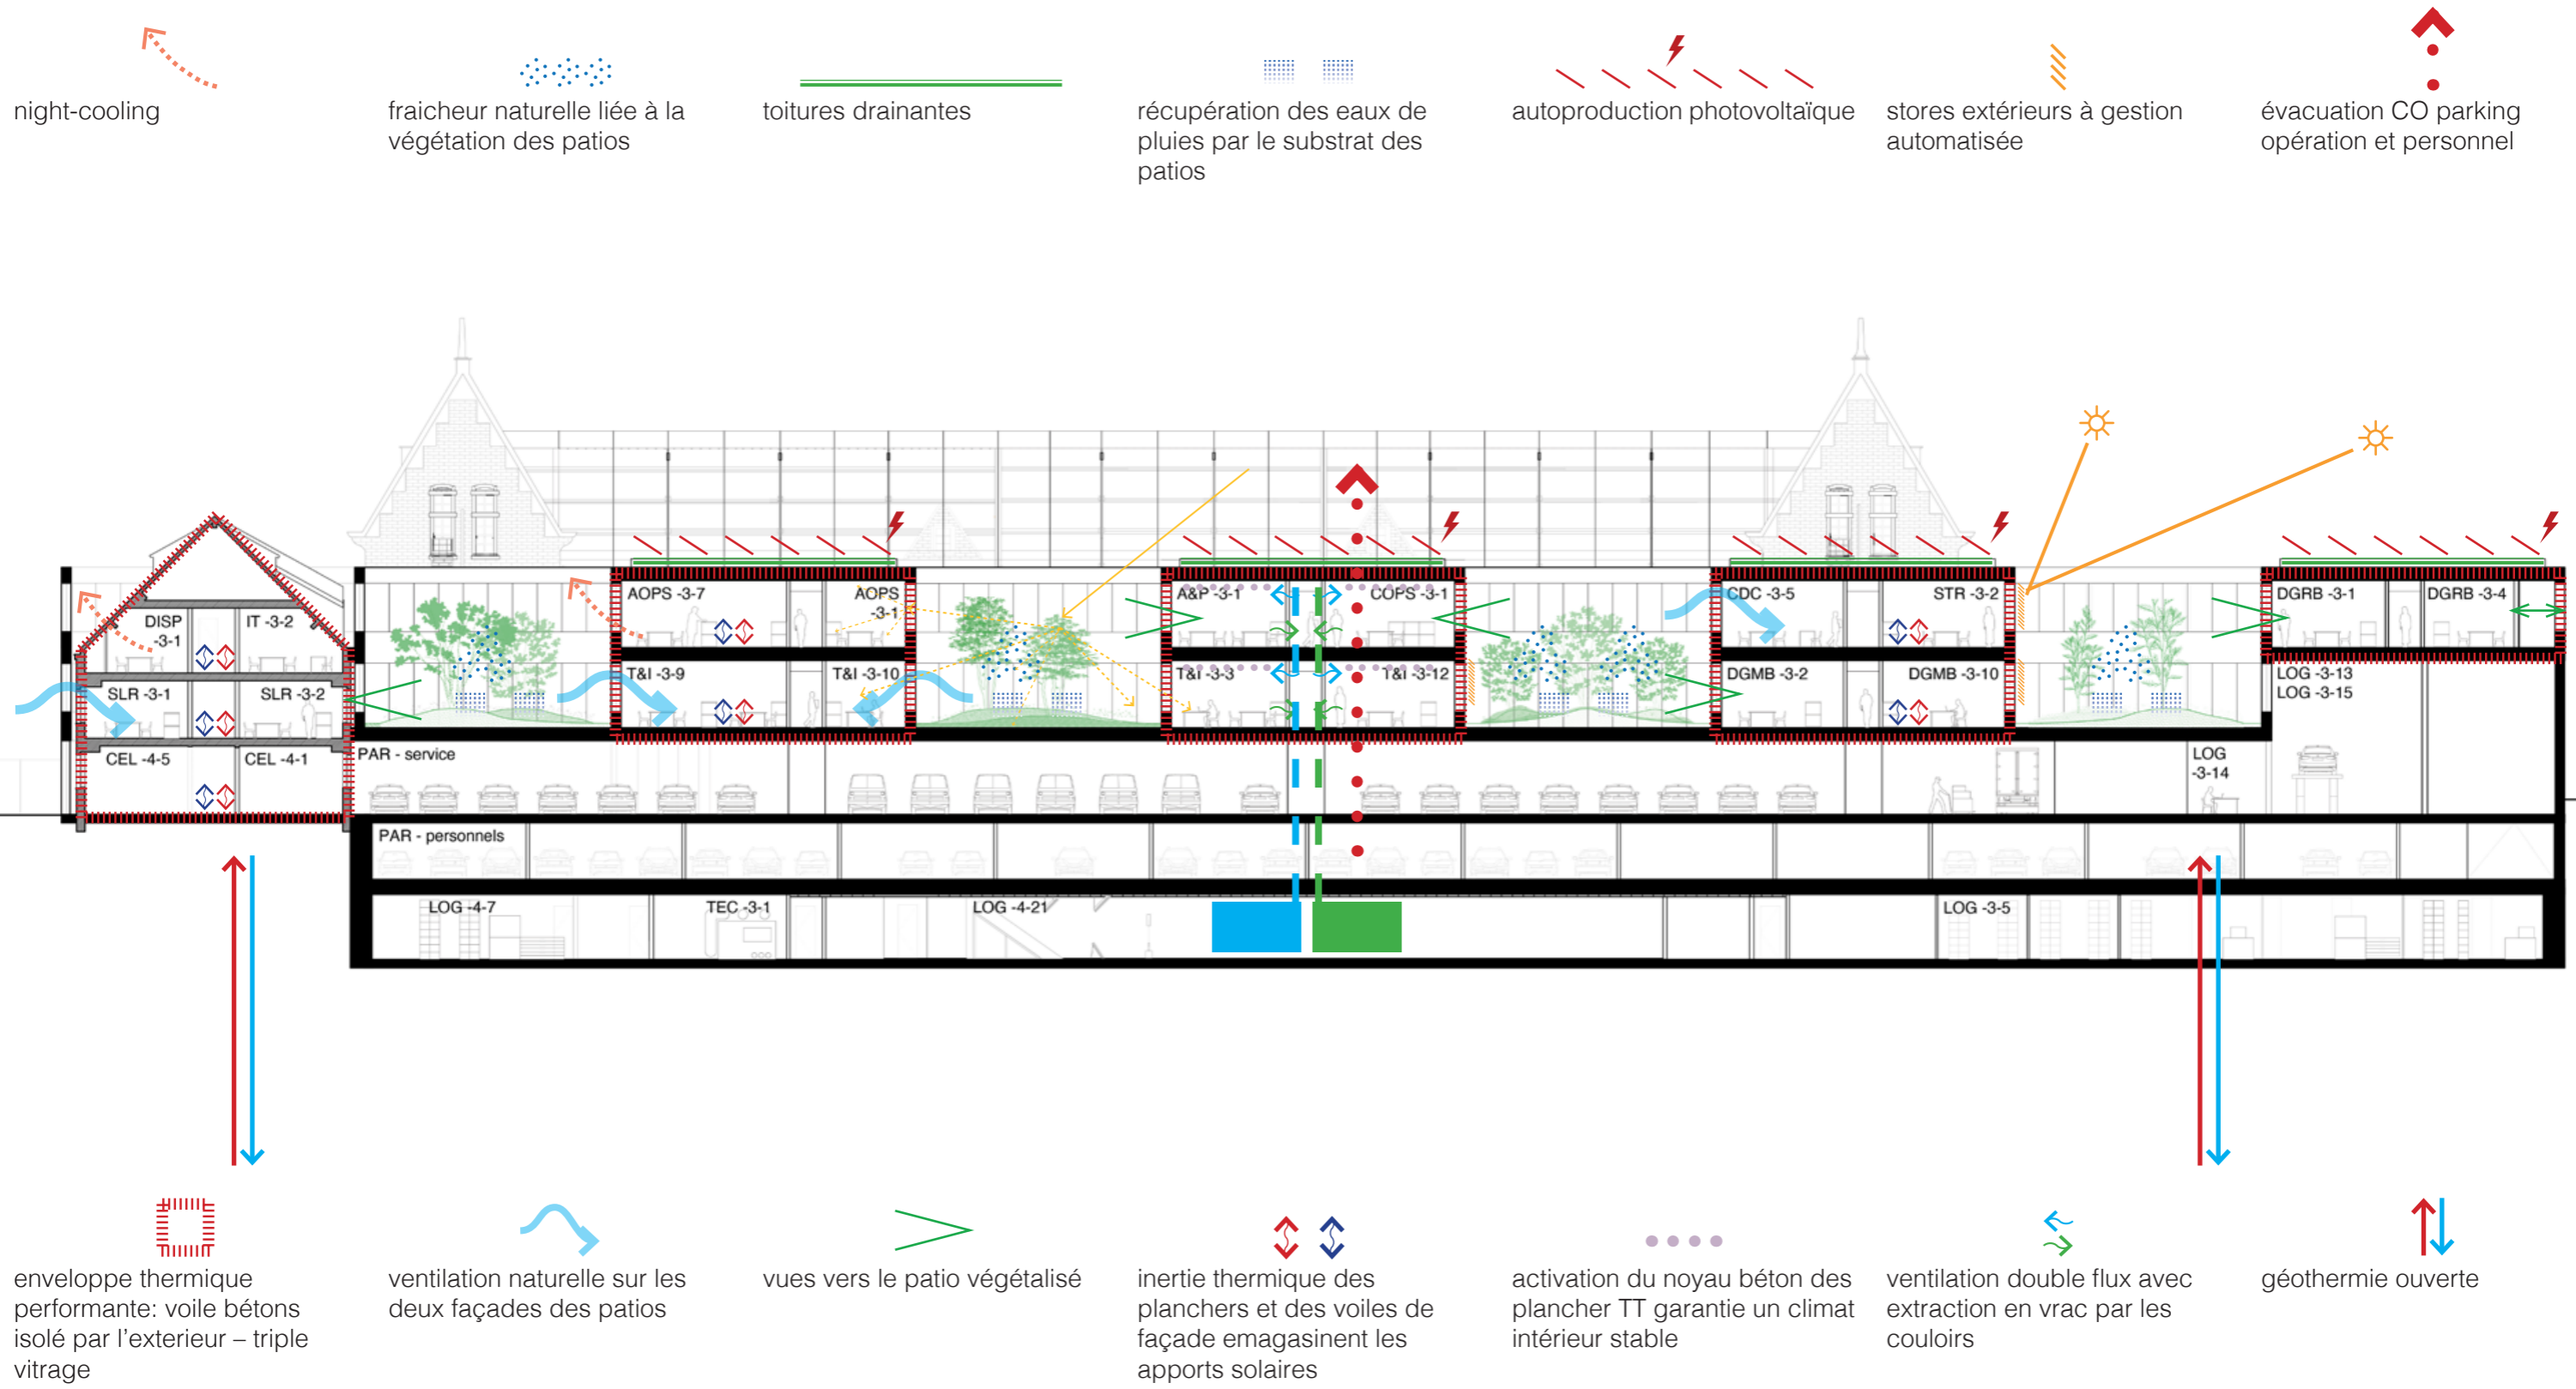 night-cooling
fraicheur naturelle liée à la
végétation des patios
toitures drainantes
récupération des eaux de
pluies par le substrat des
patios
autoproduction photovoltaïque
stores extérieurs à gestion
automatisée
évacuation CO parking
opération et personnel
DISP
-3-1
IT -3-2
SLR -3-1
SLR -3-2
CEL -4-5
CEL -4-1
AOPS -3-7
AOPS
-3-1
T&I -3-9
T&I -3-10
A&P -3-1
COPS -3-1
T&I -3-3
T&I -3-12
CDC -3-5
STR -3-2
DGMB -3-2
DGMB -3-10
DGRB -3-1
DGRB -3-4
LOG -3-13
LOG -3-15
PAR - service
LOG
-3-14
PAR - personnels
LOG -4-7
TEC -3-1
LOG -4-21
LOG -3-5
enveloppe thermique
performante: voile bétons
isolé par l'exterieur – triple
vitrage
ventilation naturelle sur les
deux façades des patios
vues vers le patio végétalisé
inertie thermique des
planchers et des voiles de
façade emagasinent les
apports solaires
activation du noyau béton des
plancher TT garantie un climat
intérieur stable
ventilation double flux avec
extraction en vrac par les
couloirs
géothermie ouverte